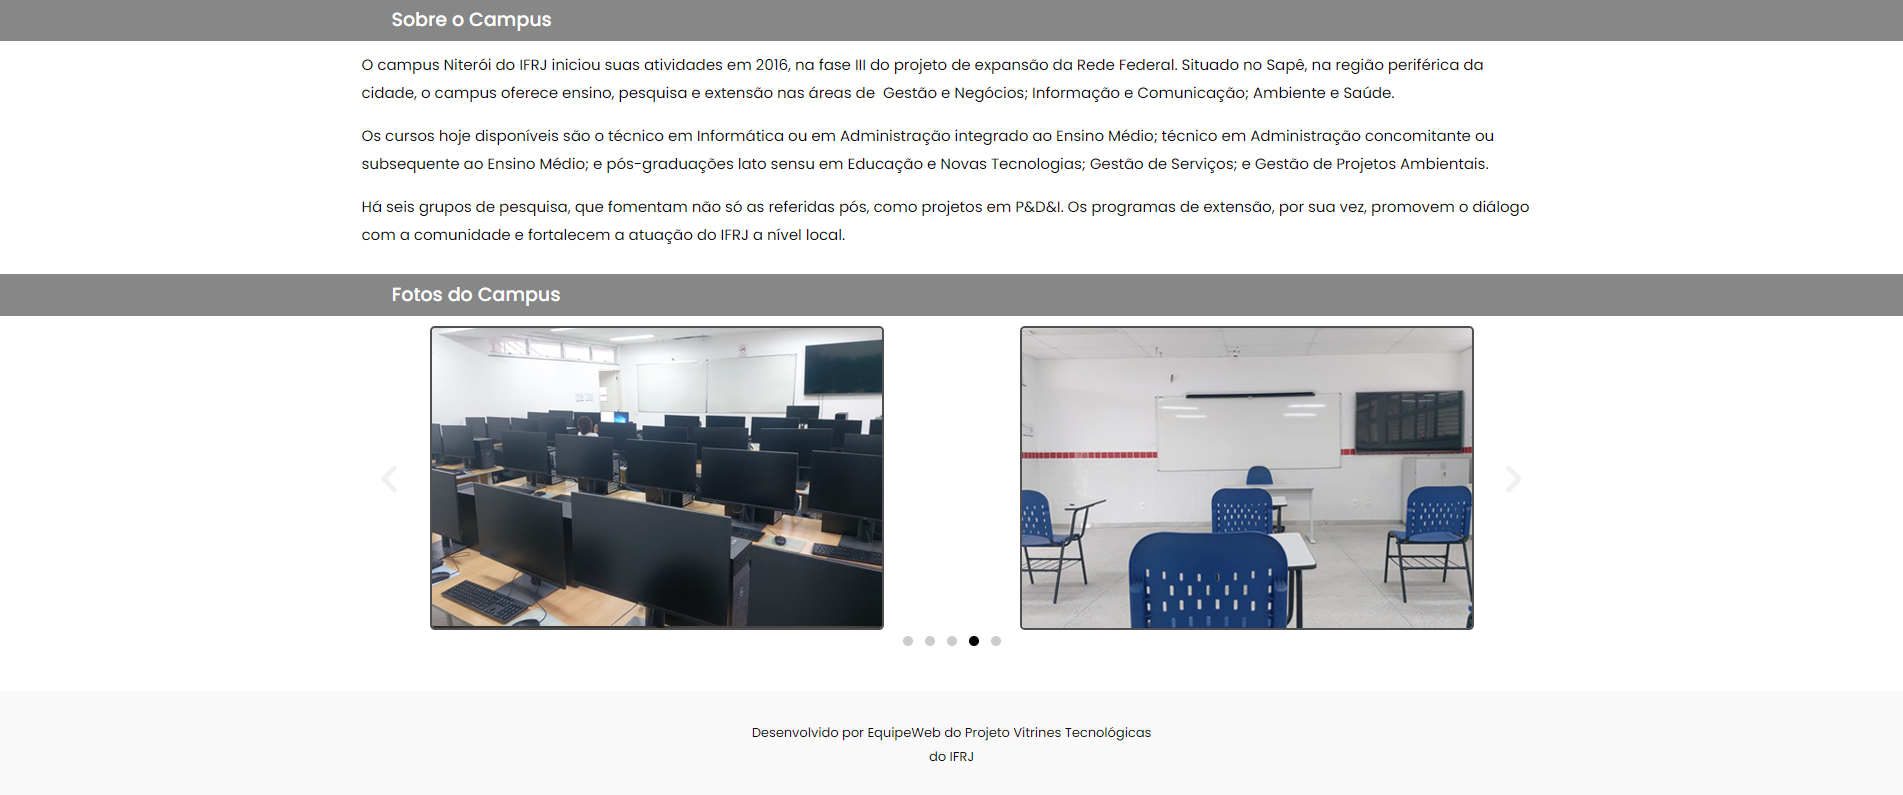 Sobre o Campus
O campus Niterói do IFRJ iniciou suas atividades em 2016, na fase III do projeto de expansão da Rede Federal. Situado no Sapê, na região periférica da
cidade, o campus oferece ensino, pesquisa e extensão nas áreas de  Gestão e Negócios; Informação e Comunicação; Ambiente e Saúde.
Os cursos hoje disponíveis são o técnico em Informática ou em Administração integrado ao Ensino Médio; técnico em Administração concomitante ou
subsequente ao Ensino Médio; e pós-graduações lato sensu em Educação e Novas Tecnologias; Gestão de Serviços; e Gestão de Projetos Ambientais.
Há seis grupos de pesquisa, que fomentam não só as referidas pós, como projetos em P&D&I. Os programas de extensão, por sua vez, promovem o diálogo
com a comunidade e fortalecem a atuação do IFRJ a nível local.
Fotos do Campus
Desenvolvido por EquipeWeb do Projeto Vitrines Tecnológicas
do IFRJ